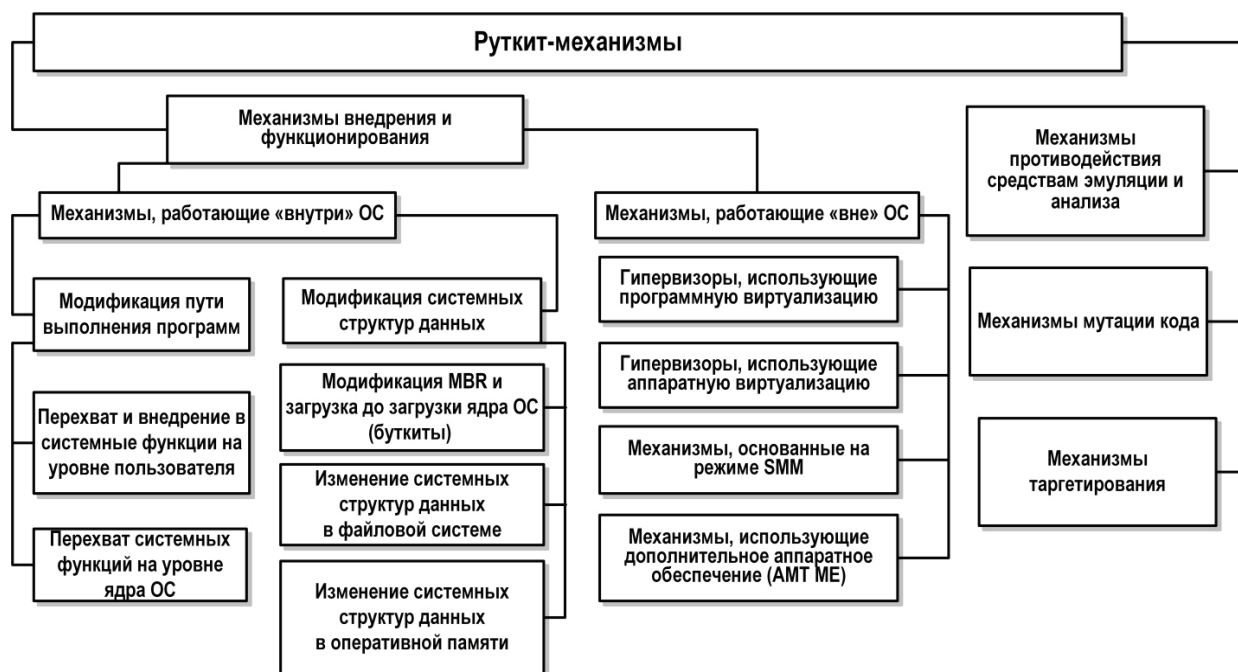 Руткит-механизмы
Механизмы внедрения и
функционирования
Механизмы, работающие «внутри» ОС
Модификация пути
выполнения программ
Перехват и внедрение в
системные функции на
уровне пользователя
Перехват системных
функций на уровне
ядра ОС
Модификация системных
структур данных
Модификация MBR и
загрузка до загрузки ядра ОС
(буткиты)
Изменение системных
структур данных
в файловой системе
Изменение системных
структур данных
в оперативной памяти
Механизмы, работающие «вне» ОС
Гипервизоры, использующие
программную виртуализацию
Гипервизоры, использующие
аппаратную виртуализацию
Механизмы, основанные на
режиме SMM
Механизмы, использующие
дополнительное аппаратное
обеспечение (AMT ME)
Механизмы
противодействия
средствам эмуляции и
анализа
Механизмы мутации кода
Механизмы
таргетирования